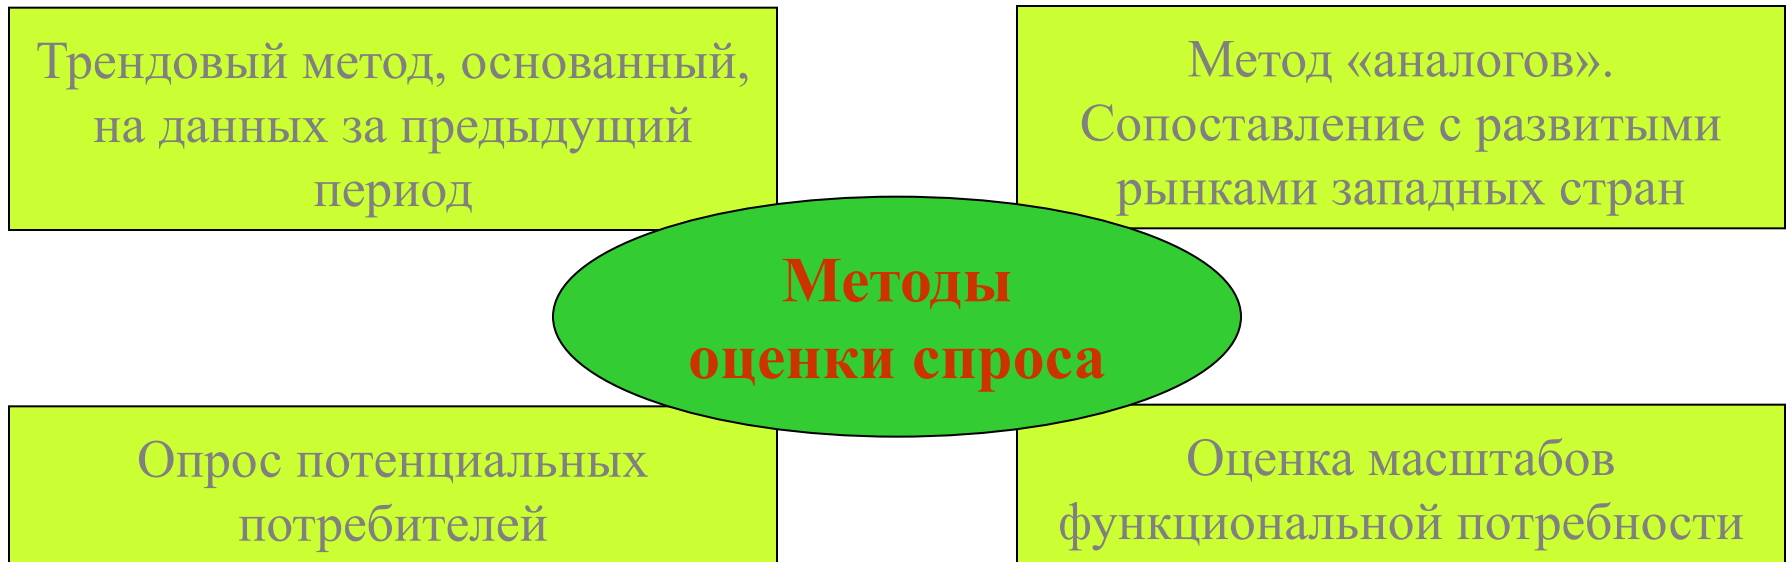 Трендовый метод, основанный,
на данных за предыдущий
период
Метод «аналогов».
Сопоставление с развитыми
рынками западных стран
Методы
оценки спроса
Опрос потенциальных
потребителей
Оценка масштабов
функциональной потребности